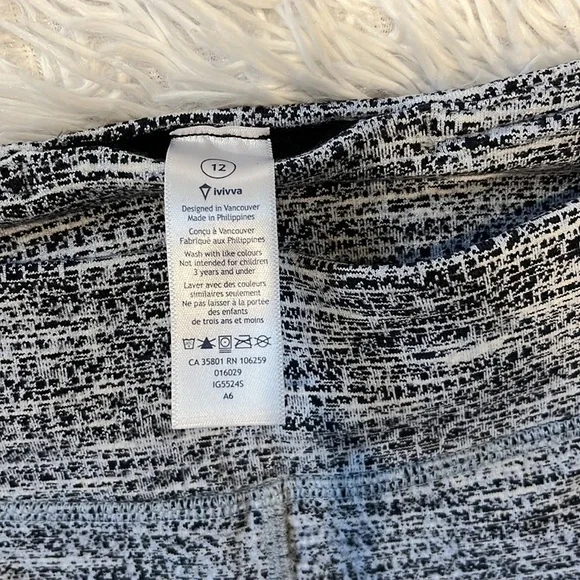 12
ivivva
Designed in Vancouver
Made in Philippines
Conçu à Vancouver
Fabriqué aux Philippines
Wash with like colours
Not intended for children
3 years and under
Laver avec des couleurs
similaires seulement
Ne pas laisser à la portée
des enfants
de trois ans et moins
CA 35801 RN 106259
016029
IG5524S
A6